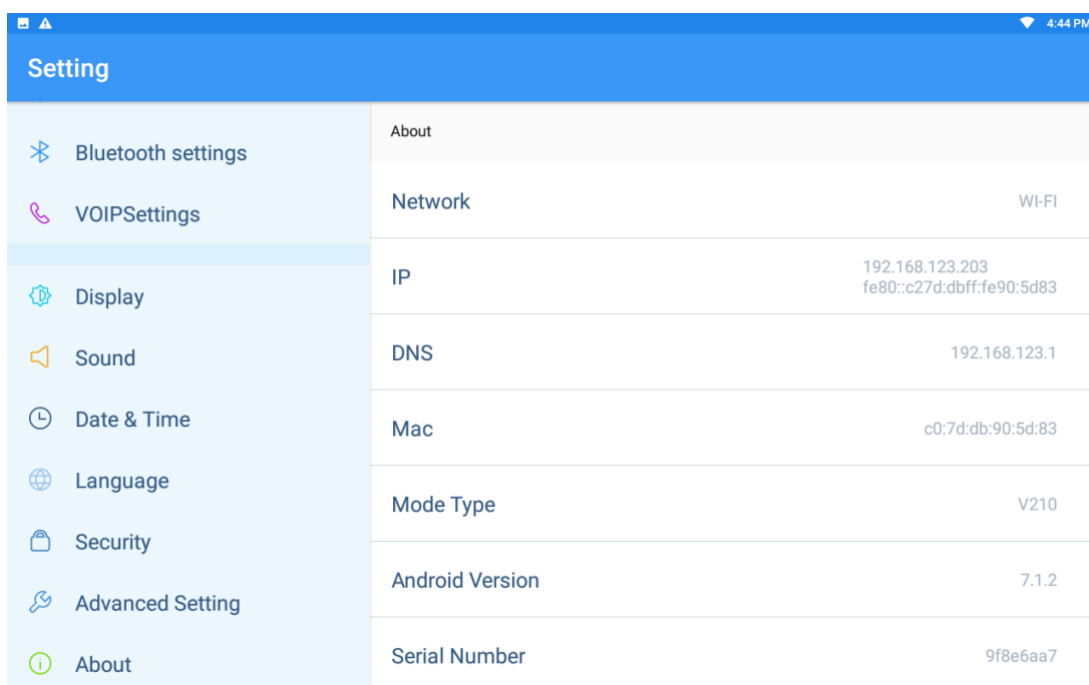 4:44 PM
Setting
Bluetooth settings
VOIPSettings
Display
Sound
Date & Time
Language
Security
Advanced Setting
About
About
Network
WI-FI
IP
192.168.123.203
fe80::c27d:dbff:fe90:5d83
DNS
192.168.123.1
Mac
c0:7d:db:90:5d:83
Mode Type
V210
Android Version
7.1.2
Serial Number
9f8e6aa7